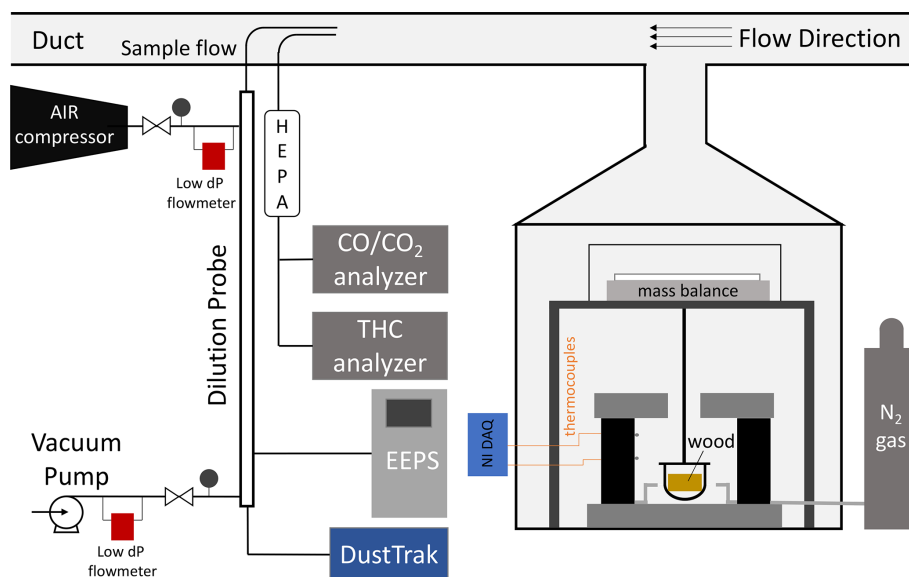 Duct
Sample flow
Flow Direction
AIR
compressor
Low dP
flowmeter
H
E
P
A
CO/CO₂
analyzer
THC
analyzer
Dilution Probe
EEPS
DustTrak
Vacuum
Pump
Low dP
flowmeter
mass balance
thermocouples
NI DAQ
wood
N₂
gas